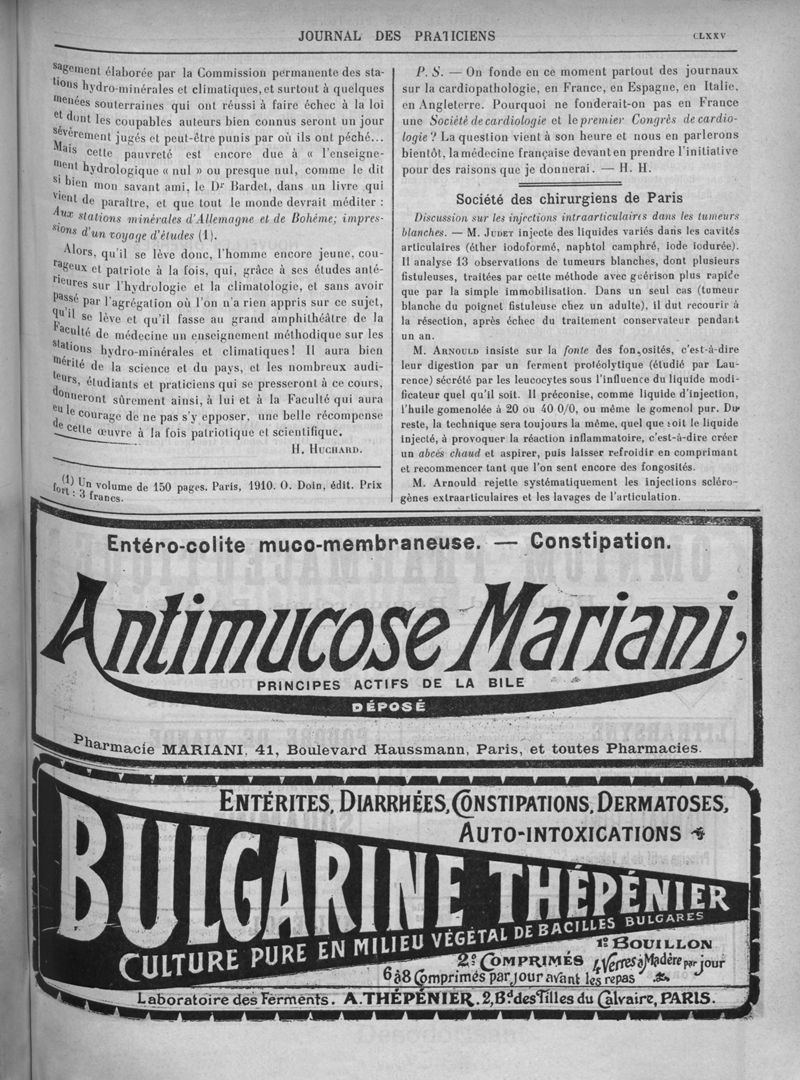 JOURNAL DES PRATICIENS
CLXXV
sagement élaborée par la Commission permanente des sta-
tions hydro-minérales et climatiques, et surtout à quelques
menées souterraines qui ont réussi à faire échec à la loi
et dont les coupables auteurs bien connus seront un jour
sévèrement jugés et peut-être punis par où ils ont péché...
Mais cette pauvreté est encore due à « l'enseigne-
ment hydrologique « nul » ou presque nul, comme le dit
si bien mon savant ami, le Dr Bardet, dans un livre qui
vient de paraître, et que tout le monde devrait méditer :
Aux stations minérales d'Allemagne et de Bohême; impres-
sions d'un voyage d'études (1).
Alors, qu'il se lève donc, l'homme encore jeune, cou-
rageux et patriote à la fois, qui, grâce à ses études anté-
rieures sur l'hydrologie et la climatologie, et sans avoir
passé par l'agrégation où l'on n'a rien appris sur ce sujet,
qu'il se lève et qu'il fasse au grand amphithéâtre de la
Faculté de médecine un enseignement méthodique sur les
stations hydro-minérales et climatiques! Il aura bien
mérité de la science et du pays, et les nombreux audi-
teurs, étudiants et praticiens qui se presseront à ce cours,
donneront sûrement ainsi, à lui et à la Faculté qui aura
eu le courage de ne pas s'y epposer, une belle récompense
de cette œuvre à la fois patriotique et scientifique.
H. HUCHARD.
(1) Un volume de 150 pages. Paris, 1910. O. Doin, édit. Prix
fort : 3 francs.
P. S. — On fonde en ce moment partout des journaux
sur la cardiopathologie, en France, en Espagne, en Italie,
en Angleterre. Pourquoi ne fonderait-on pas en France
une Société de cardiologie et le premier Congrès de cardio-
logie? La question vient à son heure et nous en parlerons
bientôt, la médecine française devant en prendre l'initiative
pour des raisons que je donnerai. — H. H.
Société des chirurgiens de Paris
Discussion sur les injections intraarticulaires dans les tumeurs
blanches. — M. JUDET injecte des liquides variés dans les cavités
articulaires (éther iodoformé, naphtol camphré, iode iodurée).
Il analyse 13 observations de tumeurs blanches, dont plusieurs
fistuleuses, traitées par cette méthode avec guérison plus rapide
que par la simple immobilisation. Dans un seul cas (tumeur
blanche du poignet fistuleuse chez un adulte), il dut recourir à
la résection, après échec du traitement conservateur pendant
un an.
M. ARNOULD insiste sur la fonte des fongosités, c'est-à-dire
leur digestion par un ferment protéolytique (étudié par Lau-
rence) sécrété par les leucocytes sous l'influence du liquide modi-
ficateur quel qu'il soit. Il préconise, comme liquide d'injection,
l'huile gomenolée à 20 ou 40 0/0, ou même le gomenol pur. Du
reste, la technique sera toujours la même, quel que soit le liquide
injecté, à provoquer la réaction inflammatoire, c'est-à-dire créer
un abcés chaud et aspirer, puis laisser refroidir en comprimant
et recommencer tant que l'on sent encore des fongosités.
M. Arnould rejette systématiquement les injections scléro-
gènes extraarticulaires et les lavages de l'articulation.
Entéro-colite muco-membraneuse. — Constipation.
Antimucose Mariani
PRINCIPES ACTIFS DE LA BILE
DÉPOSÉ
Pharmacie MARIANI, 41, Boulevard Haussmann, Paris, et toutes Pharmacies.
ENTÉRITES, DIARRHÉES, CONSTIPATIONS, DERMATOSES,
AUTO-INTOXICATIONS
BULGARINE THÉPÉNIER
CULTURE PURE EN MILIEU VÉGÉTAL DE BACILLES BULGARES
1º BOUILLON
4 Verres à Madère par jour
2º COMPRIMÉS
6 à 8 Comprimés par jour avant les repas
Laboratoire des Ferments. A. THÉPÉNIER, 2, Bd des Filles du Calvaire, PARIS.